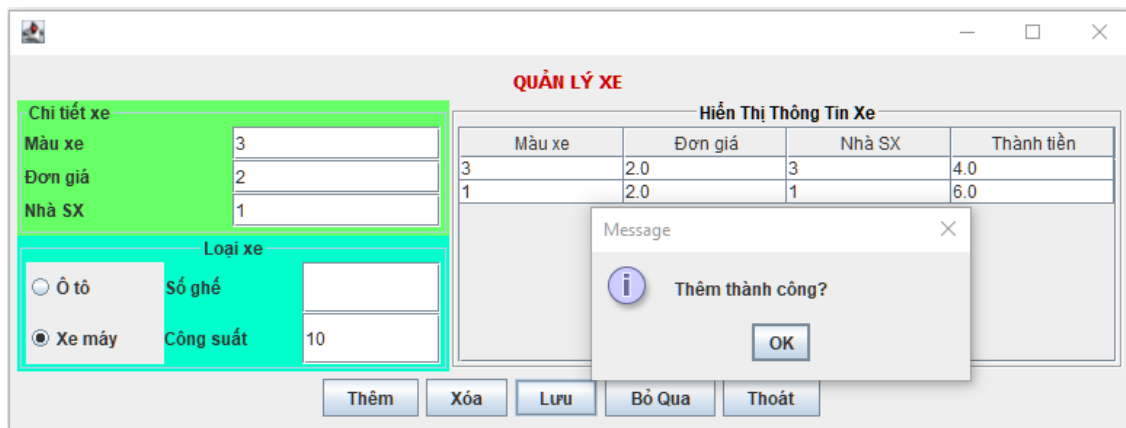 QUẢN LÝ XE
Chi tiết xe
Màu xe 3
Đơn giá 2
Nhà SX 1
Loại xe
Ô tô Số ghế
Xe máy Công suất 10
Hiển Thị Thông Tin Xe
Màu xe Đơn giá Nhà SX Thành tiền
3 2.0 3 4.0
1 2.0 1 6.0
Message
Thêm thành công?
OK
Thêm Xóa Lưu Bỏ Qua Thoát